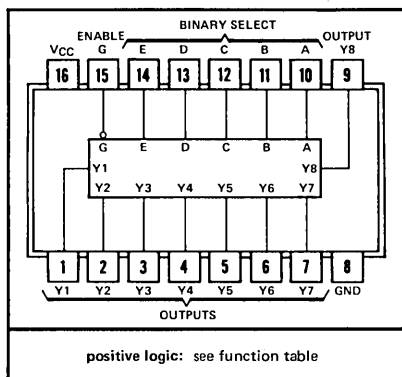 BINARY SELECT
ENABLE OUTPUT
VCC G E D C B A Y8
16 15 14 13 12 11 10 9
G E D C B A
Y1 Y8
Y2 Y3 Y4 Y5 Y6 Y7
1 2 3 4 5 6 7 8
Y1 Y2 Y3 Y4 Y5 Y6 Y7 GND
OUTPUTS
positive logic: see function table